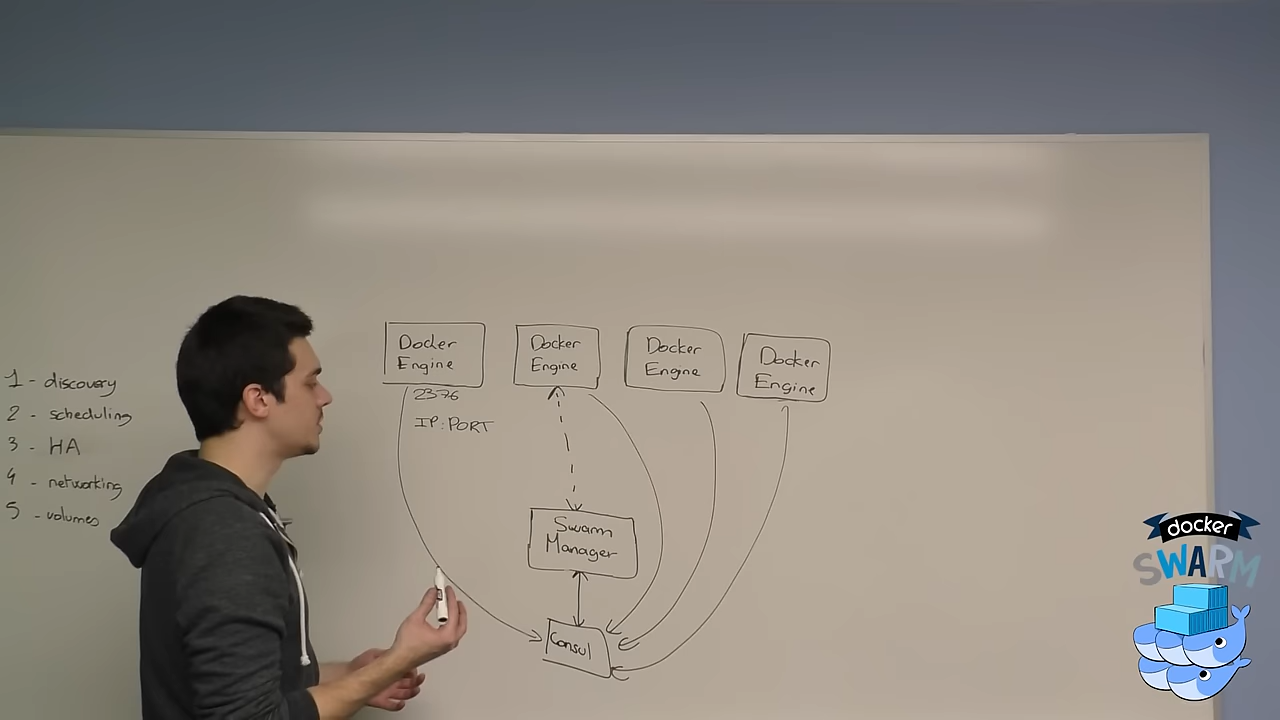 1 - discovery
2 - scheduling
3 - HA
4 - networking
5 - volumes
Docker
Engine
2376
IP:PORT
Docker
Engine
Docker
Engine
Docker
Engine
Swarm
Manager
Consul
docker
SWARM